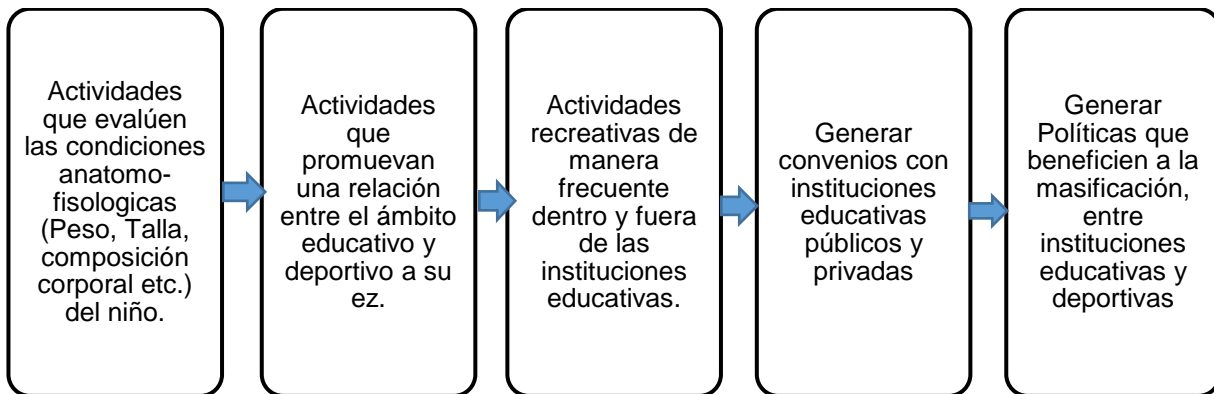 Actividades
que evalúen
las condiciones
anatomo-
fisologicas
(Peso, Talla,
composición
corporal etc.)
del niño.
Actividades
que
promuevan
una relación
entre el ámbito
educativo y
deportivo a su
ez.
Actividades
recreativas de
manera
frecuente
dentro y fuera
de las
instituciones
educativas.
Generar
convenios con
instituciones
educativas
públicos y
privadas
Generar
Políticas que
beneficien a la
masificación,
entre
instituciones
educativas y
deportivas